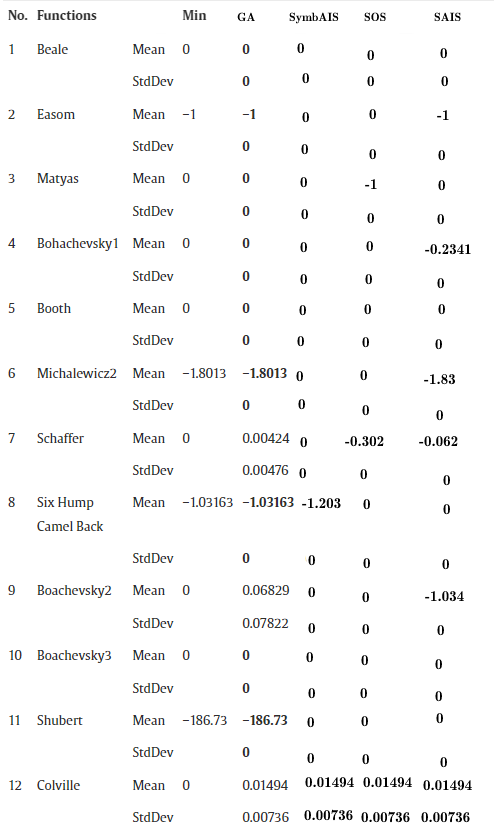 No. Functions Min GA SymbAIS SOS SAIS
1 Beale Mean 0 0 0 0 0
StdDev 0 0 0 0
2 Easom Mean −1 −1 0 0 -1
StdDev 0 0 0 0
3 Matyas Mean 0 0 0 -1 0
StdDev 0 0 0 0
4 Bohachevsky1 Mean 0 0 0 0 -0.2341
StdDev 0 0 0 0
5 Booth Mean 0 0 0 0 0
StdDev 0 0 0 0
6 Michalewicz2 Mean −1.8013 −1.8013 0 0 -1.83
StdDev 0 0 0 0
7 Schaffer Mean 0 0.00424 0 -0.302 -0.062
StdDev 0.00476 0 0 0
8 Six Hump Mean −1.03163 −1.03163 -1.203 0 0
Camel Back
StdDev 0 0 0 0
9 Boachevsky2 Mean 0 0.06829 0 0 -1.034
StdDev 0.07822 0 0 0
10 Boachevsky3 Mean 0 0 0 0 0
StdDev 0 0 0 0
11 Shubert Mean −186.73 −186.73 0 0 0
StdDev 0 0 0 0
12 Colville Mean 0 0.01494 0.01494 0.01494 0.01494
StdDev 0.00736 0.00736 0.00736 0.00736